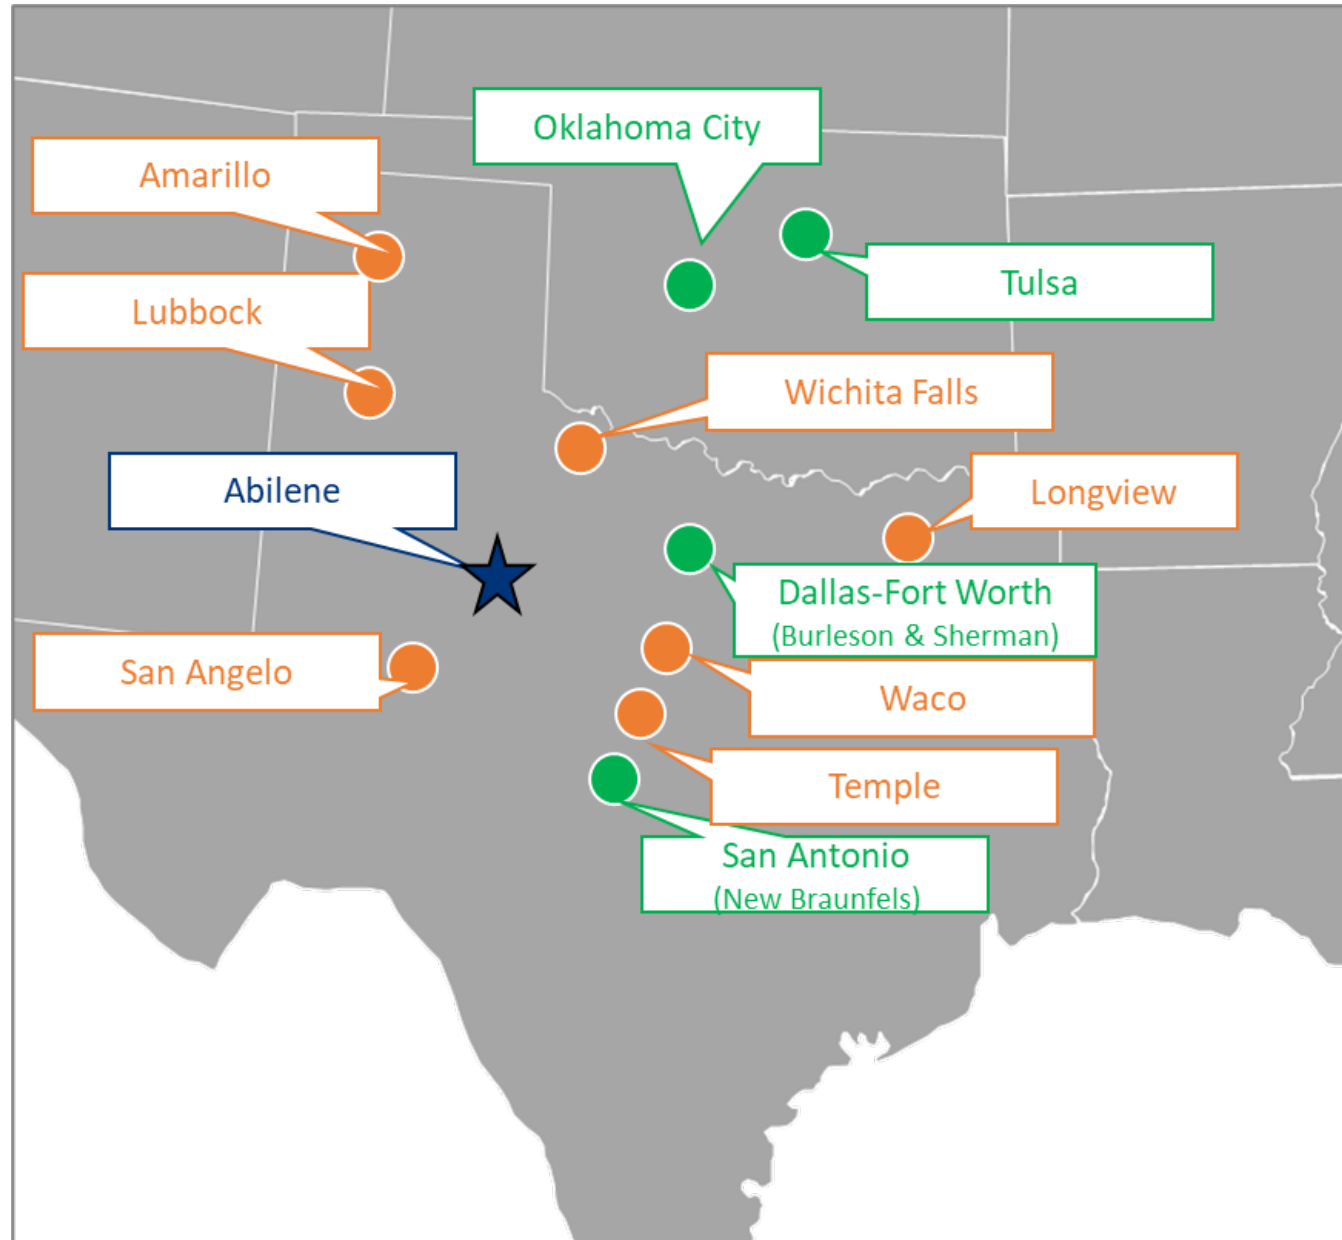 Oklahoma City
Amarillo
Tulsa
Lubbock
Wichita Falls
Abilene
Longview
Dallas-Fort Worth
(Burleson & Sherman)
San Angelo
Waco
Temple
San Antonio
(New Braunfels)